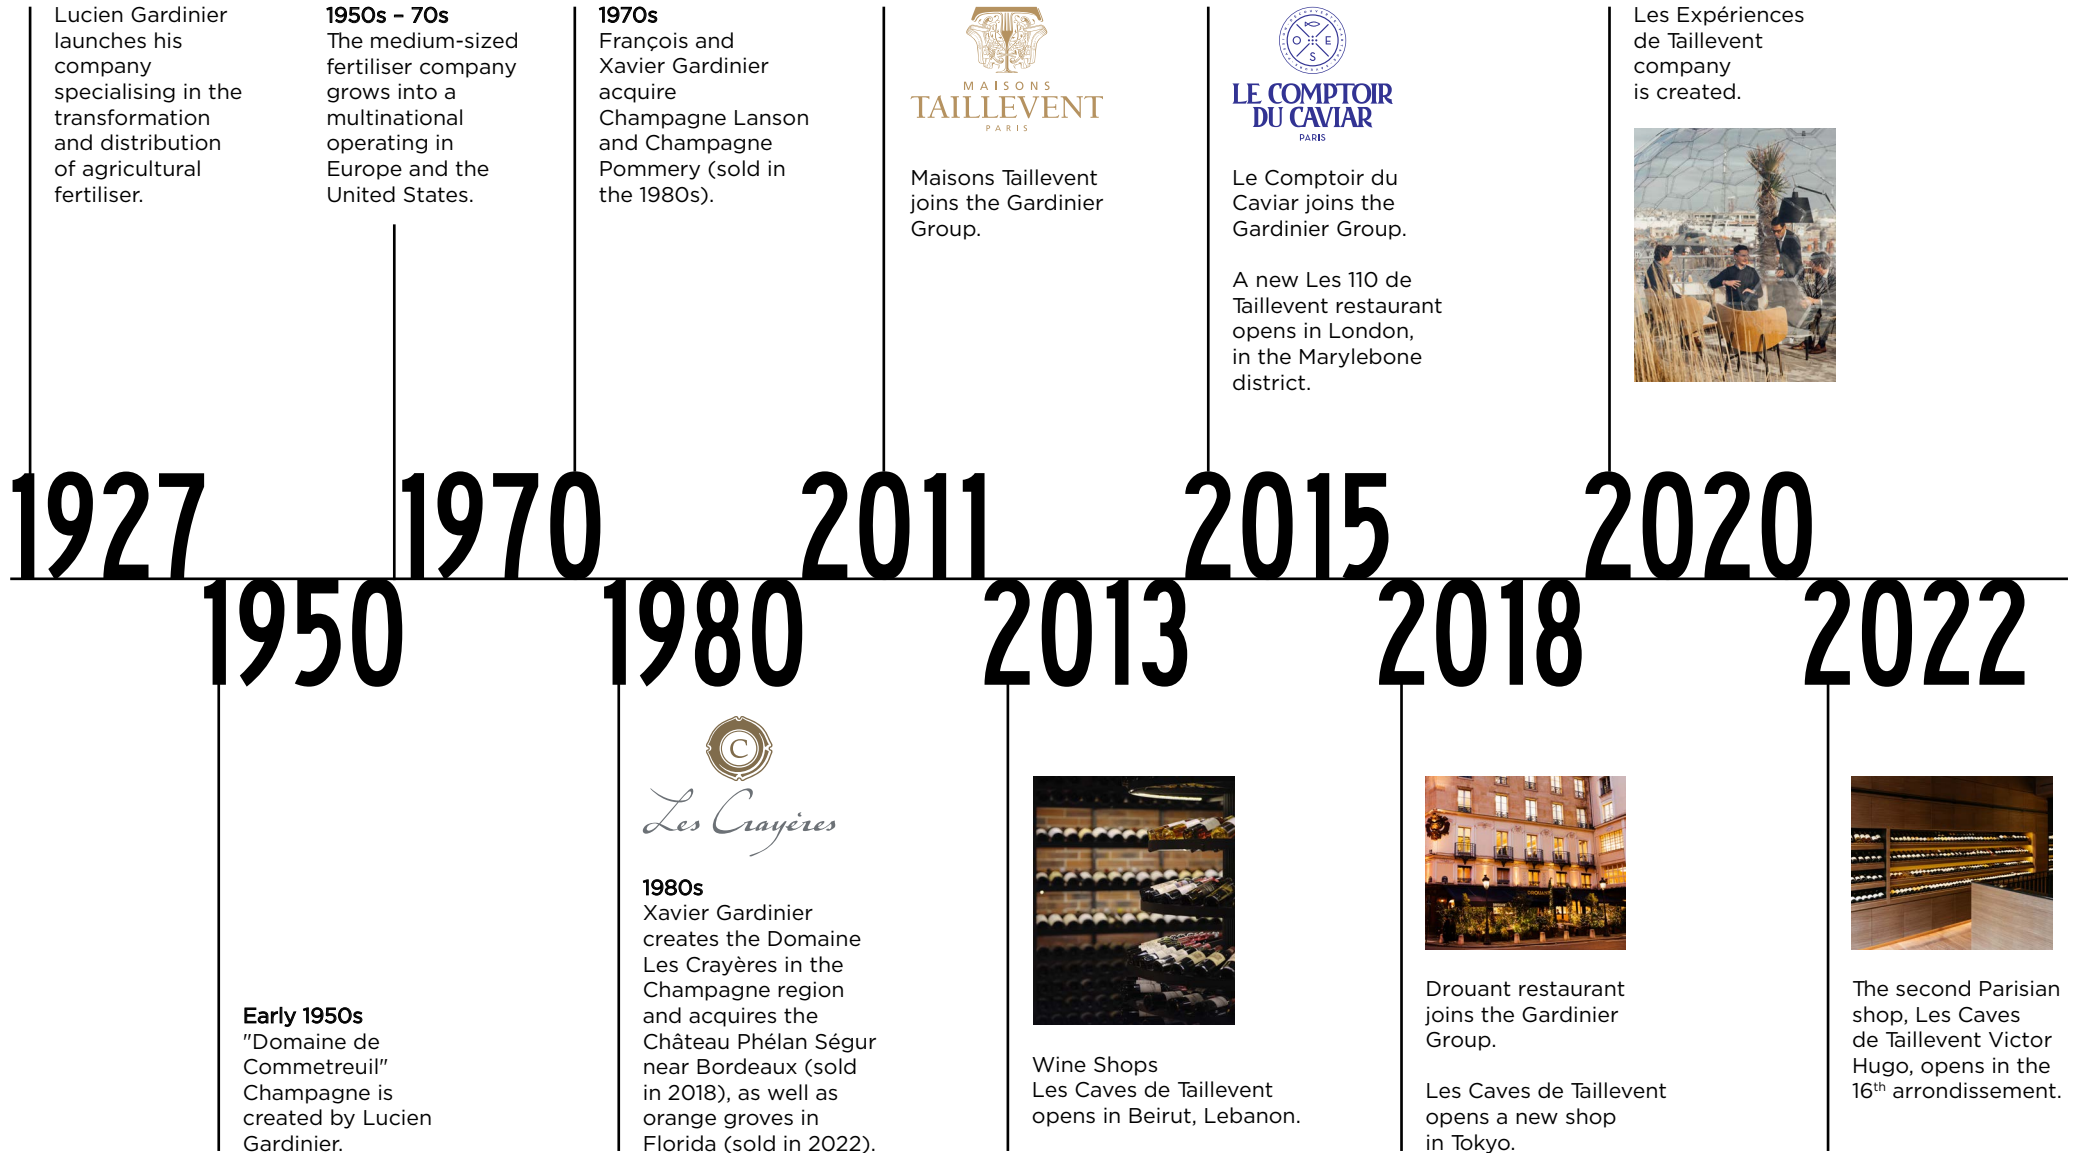 Lucien Gardinier
launches his
company
specialising in the
transformation
and distribution
of agricultural
fertiliser.
1950s – 70s
The medium-sized
fertiliser company
grows into a
multinational
operating in
Europe and the
United States.
1970s
François and
Xavier Gardinier
acquire
Champagne Lanson
and Champagne
Pommery (sold in
the 1980s).
MAISONS
TAILLEVENT
PARIS
Maisons Taillevent
joins the Gardinier
Group.
O E
S
LE COMPTOIR
DU CAVIAR
PARIS
Le Comptoir du
Caviar joins the
Gardinier Group.
A new Les 110 de
Taillevent restaurant
opens in London,
in the Marylebone
district.
Les Expériences
de Taillevent
company
is created.
1927
1970
2011
2015
2020
1950
1980
2013
2018
2022
Early 1950s
"Domaine de
Commetreuil"
Champagne is
created by Lucien
Gardinier.
C
Les Crayères
1980s
Xavier Gardinier
creates the Domaine
Les Crayères in the
Champagne region
and acquires the
Château Phélan Ségur
near Bordeaux (sold
in 2018), as well as
orange groves in
Florida (sold in 2022).
Wine Shops
Les Caves de Taillevent
opens in Beirut, Lebanon.
DROUANT
Drouant restaurant
joins the Gardinier
Group.
Les Caves de Taillevent
opens a new shop
in Tokyo.
The second Parisian
shop, Les Caves
de Taillevent Victor
Hugo, opens in the
16th arrondissement.